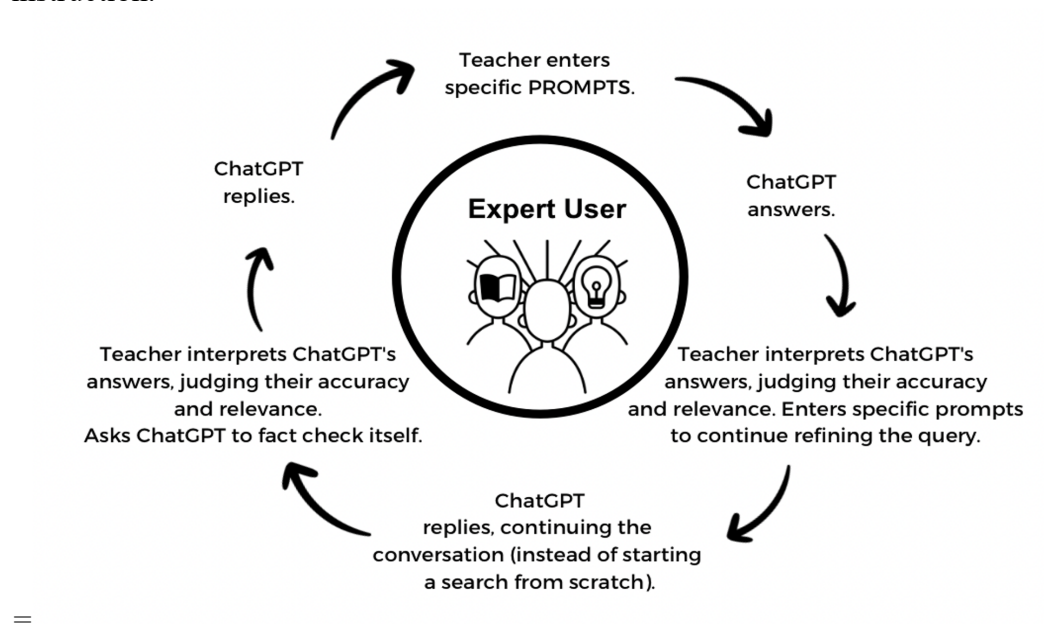 Teacher enters
specific PROMPTS.
ChatGPT
answers.
Teacher interprets ChatGPT's
answers, judging their accuracy
and relevance. Enters specific prompts
to continue refining the query.
ChatGPT
replies, continuing the
conversation (instead of starting
a search from scratch).
Teacher interprets ChatGPT's
answers, judging their accuracy
and relevance.
Asks ChatGPT to fact check itself.
ChatGPT
replies.
Expert User